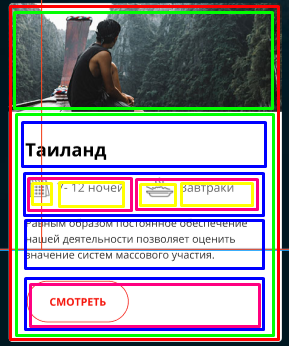 Таиланд
7- 12 ночей
Завтраки
Равным образом постоянное обеспечение
нашей деятельности позволяет оценить
значение систем массового участия.
СМОТРЕТЬ